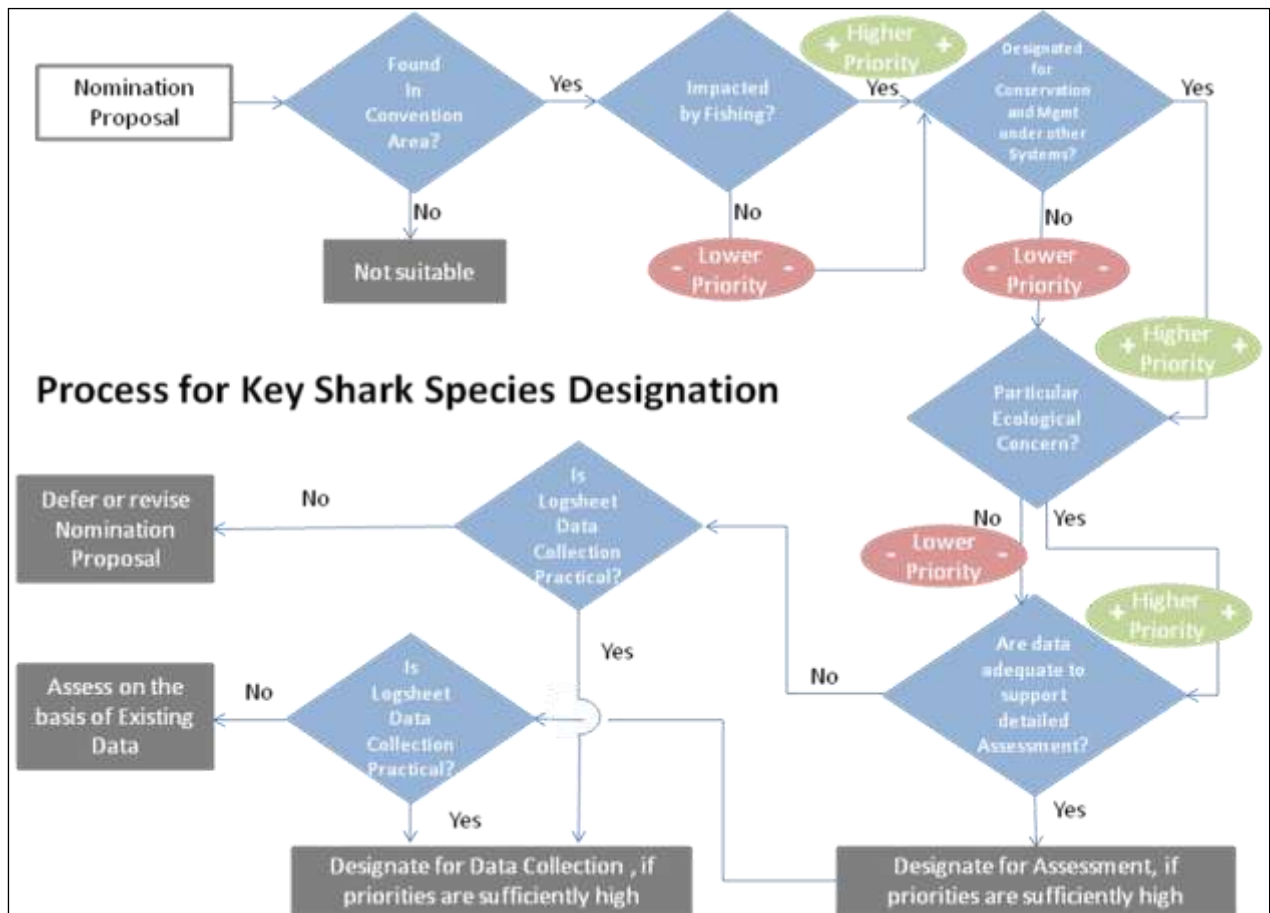 Nomination
Proposal
Found
In
Convention
Area?
Yes
No
Not suitable
Impacted
by Fishing?
+ Higher +
Priority
Yes
No
- Lower -
Priority
Designated
for
Conservation
and Mgmt
under other
Systems?
Yes
No
- Lower -
Priority
+ Higher +
Priority
Process for Key Shark Species Designation
Particular
Ecological
Concern?
No
Yes
- Lower -
Priority
+ Higher +
Priority
Are data
adequate to
support
detailed
Assessment?
No
Yes
Is
Logsheet
Data
Collection
Practical?
No
Yes
Defer or revise
Nomination
Proposal
Is
Logsheet
Data
Collection
Practical?
No
Yes
Assess on the
basis of Existing
Data
Designate for Data Collection , if
priorities are sufficiently high
Designate for Assessment, if
priorities are sufficiently high